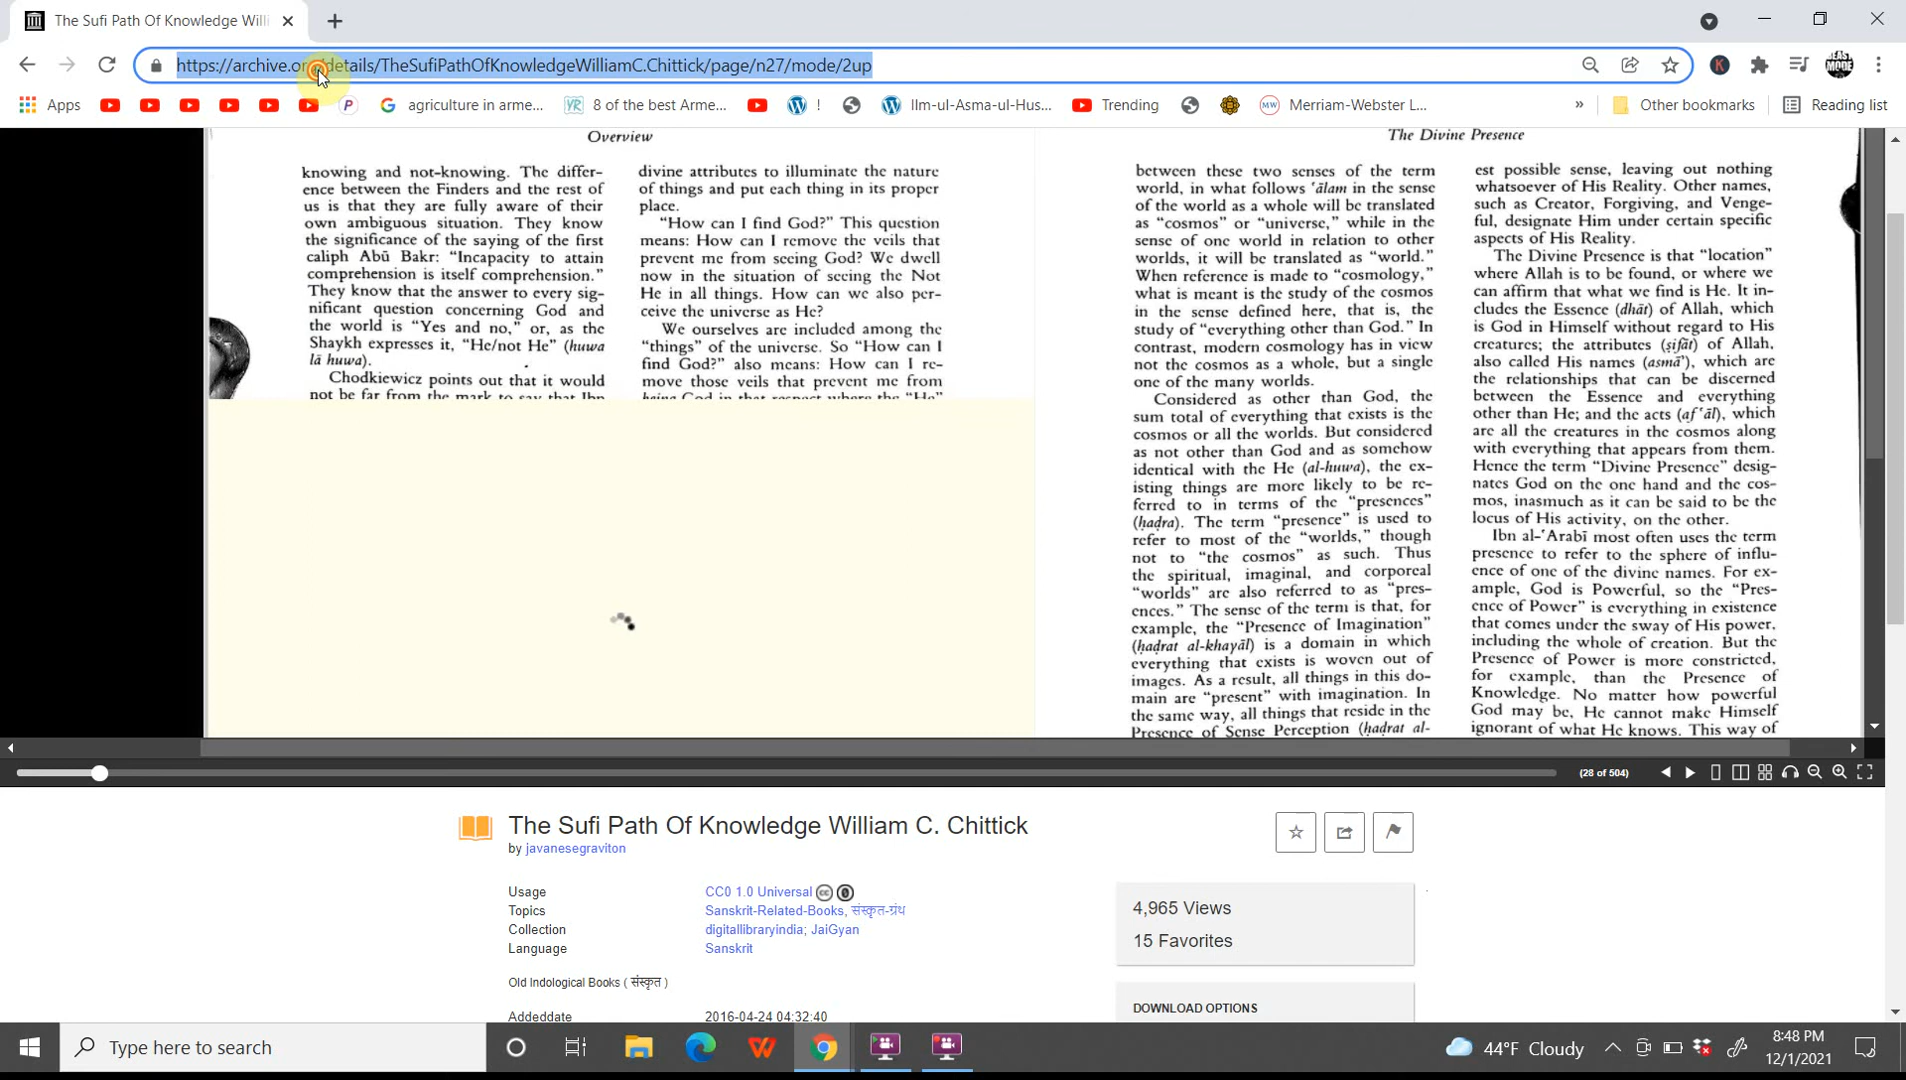 The Sufi Path Of Knowledge Willi
https://archive.org/details/TheSufiPathOfKnowledgeWilliamC.Chittick/page/n27/mode/2up
Apps
P
agriculture in arme...
YR
8 of the best Arme...
!
Ilm-ul-Asma-ul-Hus...
Trending
MW
Merriam-Webster L...
»
Other bookmarks
Reading list
Overview
knowing and not-knowing. The differ-
ence between the Finders and the rest of
us is that they are fully aware of their
own ambiguous situation. They know
the significance of the saying of the first
caliph Abū Bakr: “Incapacity to attain
comprehension is itself comprehension.”
They know that the answer to every sig-
nificant question concerning God and
the world is “Yes and no,” or, as the
Shaykh expresses it, “He/not He” (huwa
lā huwa).
Chodkiewicz points out that it would
not be far from the mark to say that Ibn
divine attributes to illuminate the nature
of things and put each thing in its proper
place.
“How can I find God?” This question
means: How can I remove the veils that
prevent me from seeing God? We dwell
now in the situation of seeing the Not
He in all things. How can we also per-
ceive the universe as He?
We ourselves are included among the
“things” of the universe. So “How can I
find God?” also means: How can I re-
move those veils that prevent me from
being God in that respect where the “He”
The Divine Presence
between these two senses of the term
world, in what follows ʻālam in the sense
of the world as a whole will be translated
as “cosmos” or “universe,” while in the
sense of one world in relation to other
worlds, it will be translated as “world.”
When reference is made to “cosmology,”
what is meant is the study of the cosmos
in the sense defined here, that is, the
study of “everything other than God.” In
contrast, modern cosmology has in view
not the cosmos as a whole, but a single
one of the many worlds.
Considered as other than God, the
sum total of everything that exists is the
cosmos or all the worlds. But considered
as not other than God and as somehow
identical with the He (al-huwa), the ex-
isting things are more likely to be re-
ferred to in terms of the “presences”
(ḥaḍra). The term “presence” is used to
refer to most of the “worlds,” though
not to “the cosmos” as such. Thus
the spiritual, imaginal, and corporeal
“worlds” are also referred to as “pres-
ences.” The sense of the term is that, for
example, the “Presence of Imagination”
(ḥaḍrat al-khayāl) is a domain in which
everything that exists is woven out of
images. As a result, all things in this do-
main are “present” with imagination. In
the same way, all things that reside in the
Presence of Sense Perception (ḥaḍrat al-
est possible sense, leaving out nothing
whatsoever of His Reality. Other names,
such as Creator, Forgiving, and Venge-
ful, designate Him under certain specific
aspects of His Reality.
The Divine Presence is that “location”
where Allah is to be found, or where we
can affirm that what we find is He. It in-
cludes the Essence (dhāt) of Allah, which
is God in Himself without regard to His
creatures; the attributes (ṣifāt) of Allah,
also called His names (asmāʼ), which are
the relationships that can be discerned
between the Essence and everything
other than He; and the acts (afʻāl), which
are all the creatures in the cosmos along
with everything that appears from them.
Hence the term “Divine Presence” desig-
nates God on the one hand and the cos-
mos, inasmuch as it can be said to be the
locus of His activity, on the other.
Ibn al-ʻArabī most often uses the term
presence to refer to the sphere of influ-
ence of one of the divine names. For ex-
ample, God is Powerful, so the “Pres-
ence of Power” is everything in existence
that comes under the sway of His power,
including the whole of creation. But the
Presence of Power is more constricted,
for example, than the Presence of
Knowledge. No matter how powerful
God may be, He cannot make Himself
ignorant of what He knows. This way of
(28 of 504)
The Sufi Path Of Knowledge William C. Chittick
by javanesegraviton
Usage CC0 1.0 Universal
Topics Sanskrit-Related-Books, संस्कृत-ग्रंथ
Collection digitallibraryindia; JaiGyan
Language Sanskrit
Old Indological Books ( संस्कृत )
Addeddate 2016-04-24 04:32:40
4,965 Views
15 Favorites
DOWNLOAD OPTIONS
Type here to search
44°F Cloudy
8:48 PM
12/1/2021